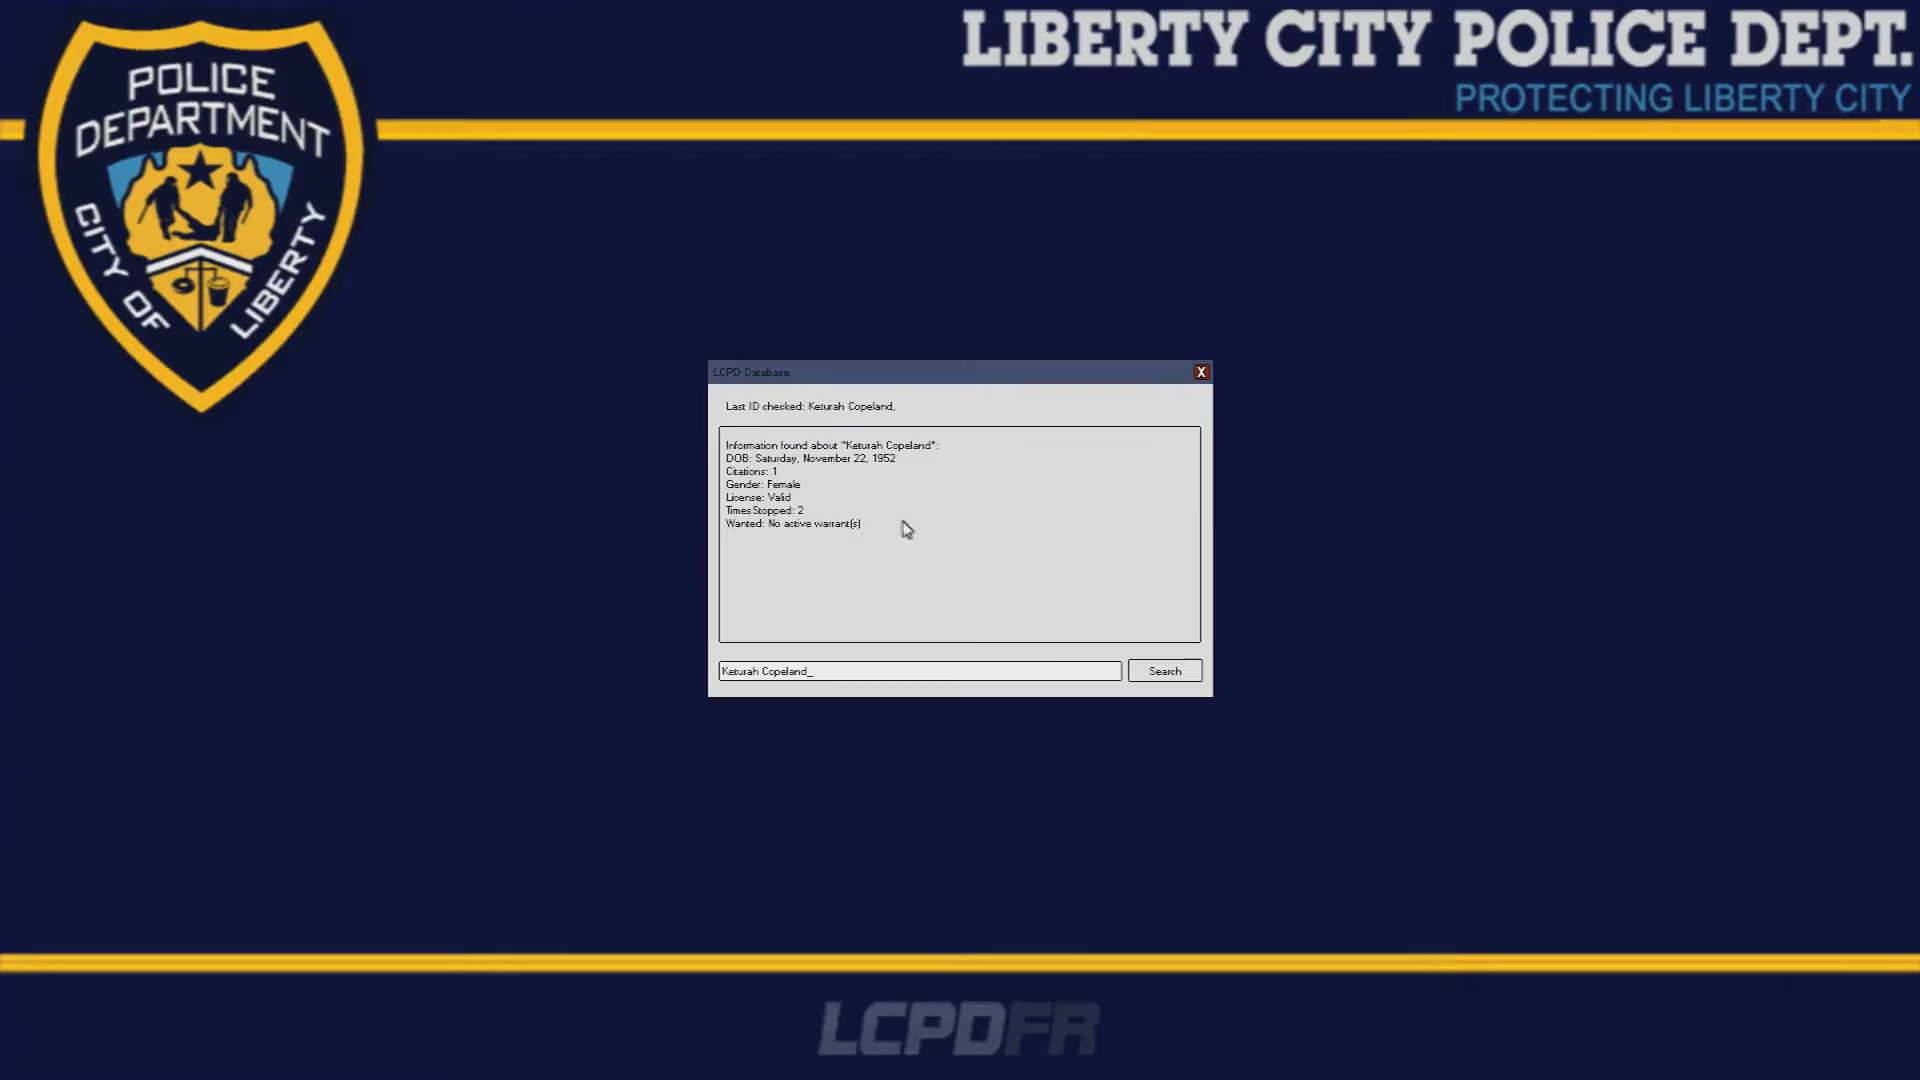 LIBERTY CITY POLICE DEPT.
PROTECTING LIBERTY CITY
POLICE
DEPARTMENT
CITY OF LIBERTY
LCPD Database
X
Last ID checked: Keturah Copeland,
Information found about "Keturah Copeland":
DOB: Saturday, November 22, 1952
Citations: 1
Gender: Female
License: Valid
TimesStopped: 2
Wanted: No active warrant(s)
Keturah Copeland_
Search
LCPDFR